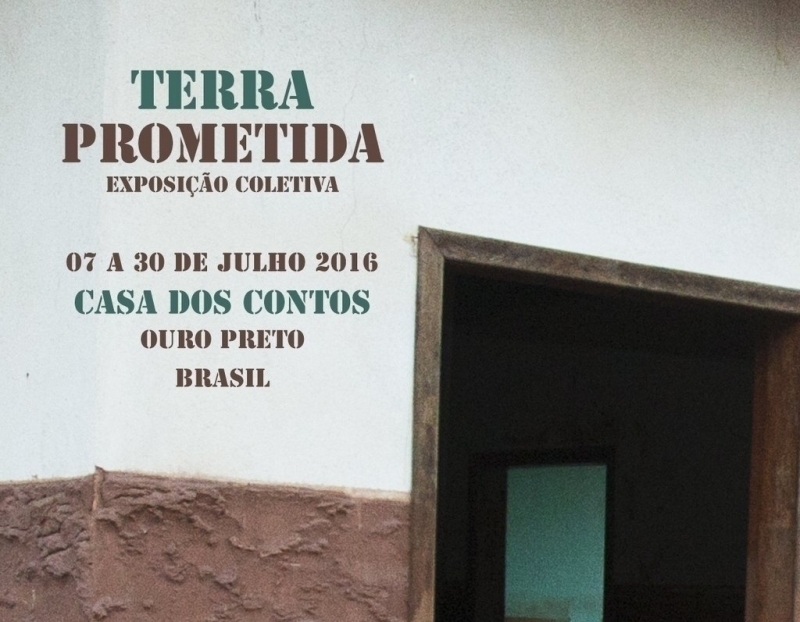 TERRA
PROMETIDA
EXPOSIÇÃO COLETIVA
07 A 30 DE JULHO 2016
CASA DOS CONTOS
OURO PRETO
BRASIL